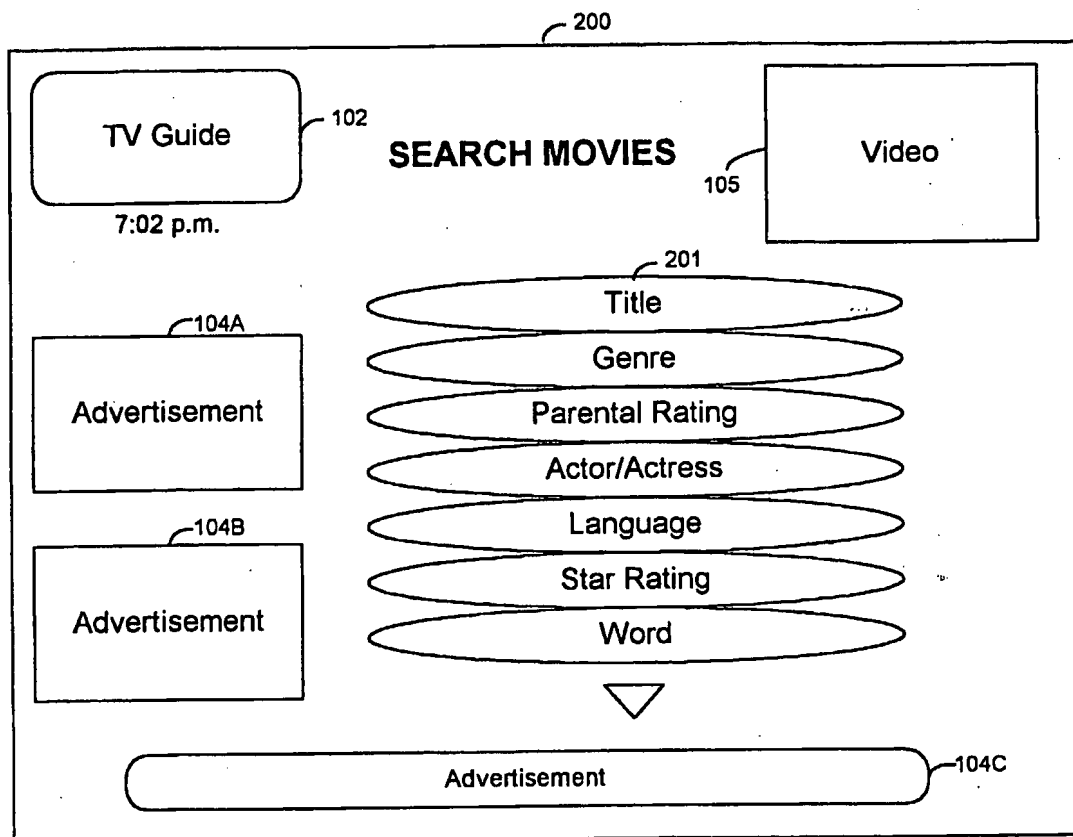 200
TV Guide
102
SEARCH MOVIES
Video
105
7:02 p.m.
201
Title
104A
Genre
Advertisement
Parental Rating
Actor/Actress
104B
Language
Advertisement
Star Rating
Word
Advertisement
104C